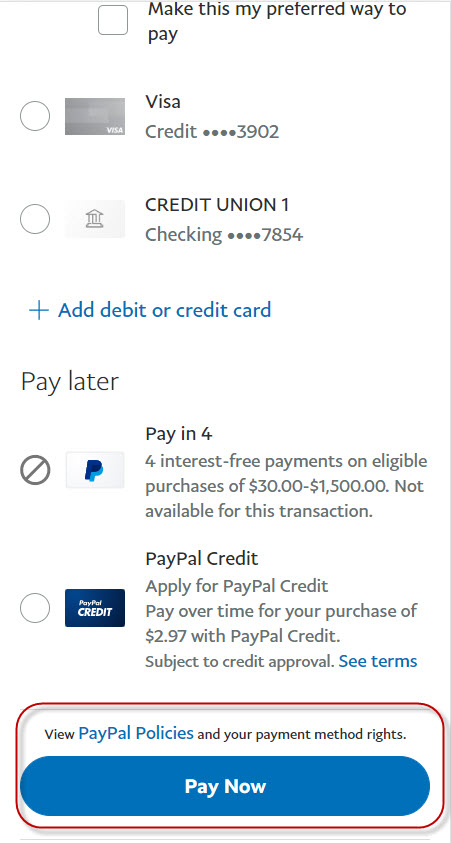 Make this my preferred way to
pay
Visa
VISA
Credit ••••3902
CREDIT UNION 1
Checking ••••7854
+ Add debit or credit card
Pay later
Pay in 4
4 interest-free payments on eligible
purchases of $30.00-$1,500.00. Not
available for this transaction.
PayPal Credit
PayPal
CREDIT
Apply for PayPal Credit
Pay over time for your purchase of
$2.97 with PayPal Credit.
Subject to credit approval. See terms
View PayPal Policies and your payment method rights.
Pay Now